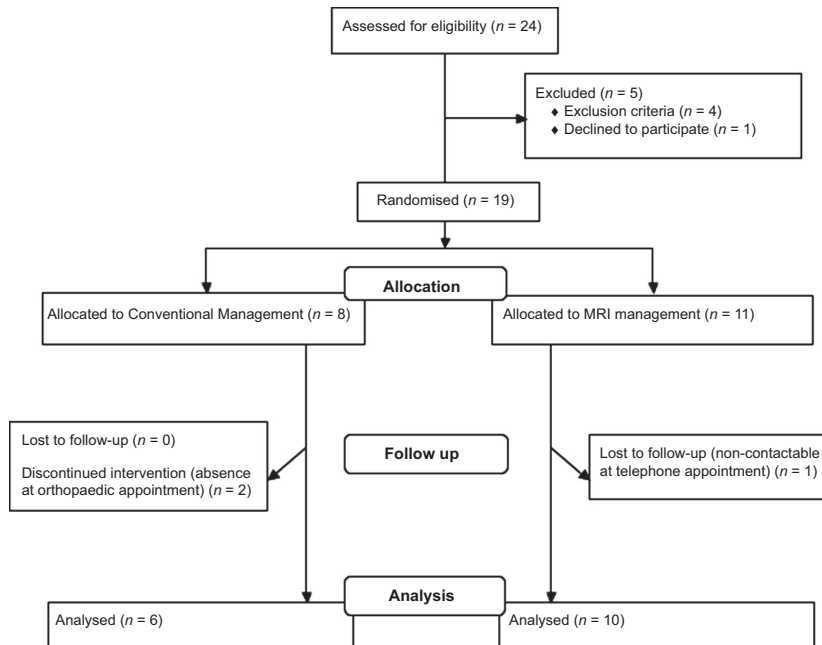 Assessed for eligibility (n = 24)
Excluded (n = 5)
♦ Exclusion criteria (n = 4)
♦ Declined to participate (n = 1)
Randomised (n = 19)
Allocation
Allocated to Conventional Management (n = 8)
Allocated to MRI management (n = 11)
Lost to follow-up (n = 0)
Discontinued intervention (absence
at orthopaedic appointment) (n = 2)
Follow up
Lost to follow-up (non-contactable
at telephone appointment) (n = 1)
Analysis
Analysed (n = 6)
Analysed (n = 10)